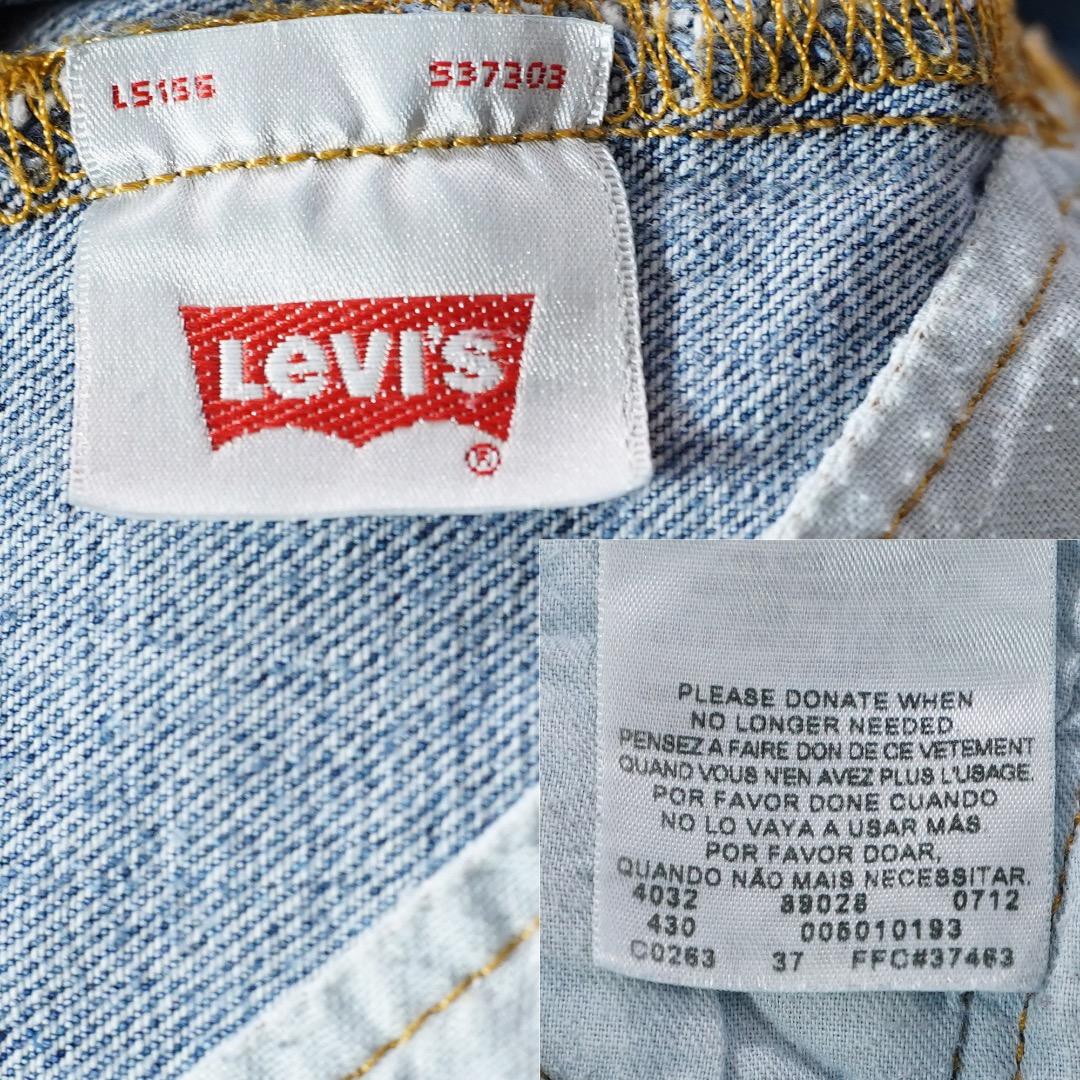 LS156 S37303
LEVI'S
®
PLEASE DONATE WHEN
NO LONGER NEEDED
PENSEZ A FAIRE DON DE CE VETEMENT
QUAND VOUS N'EN AVEZ PLUS L'USAGE.
POR FAVOR DONE CUANDO
NO LO VAYA A USAR MÁS
POR FAVOR DOAR,
QUANDO NÃO MAIS NECESSITAR.
4032 89028 0712
430 005010193
C0263 37 FFC#37463